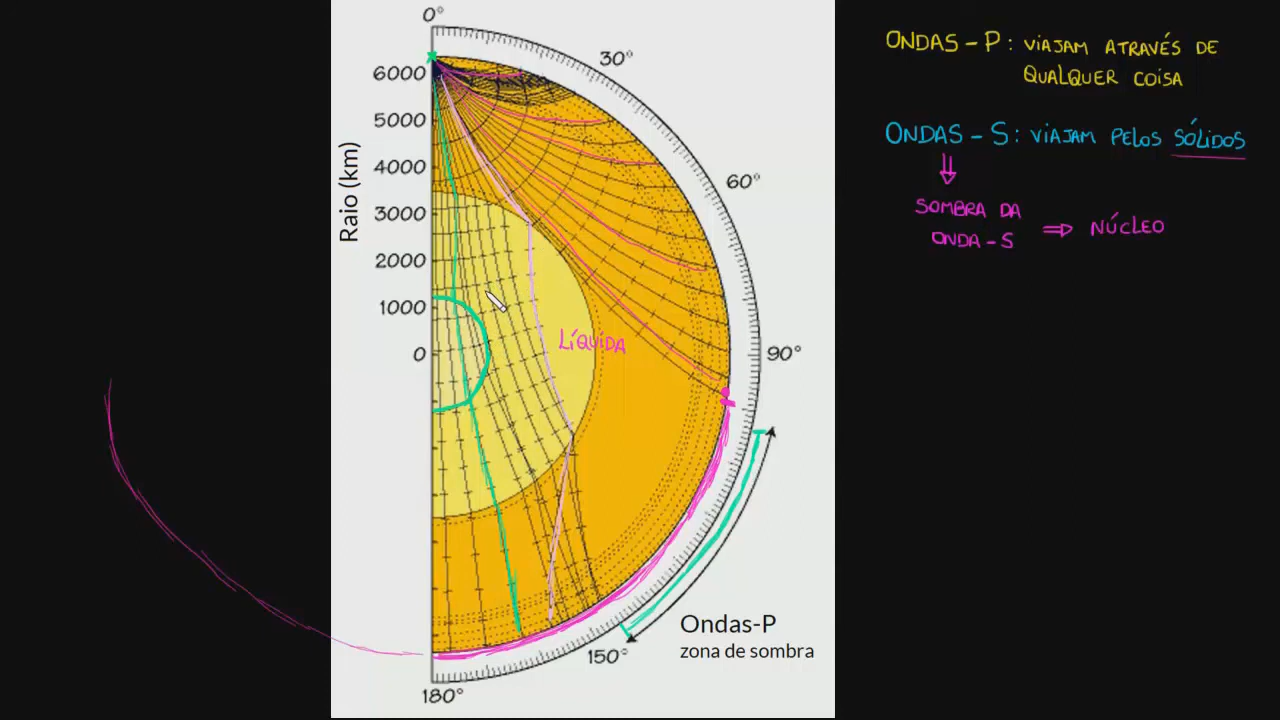 0°
30°
60°
90°
150°
180°
Raio (km)
6000
5000
4000
3000
2000
1000
0
LÍQUIDA
Ondas-P
zona de sombra
ONDAS-P: VIAJAM ATRAVÉS DE
QUALQUER COISA
ONDAS-S: VIAJAM PELOS SÓLIDOS
SOMBRA DA
ONDA-S ⇒ NÚCLEO